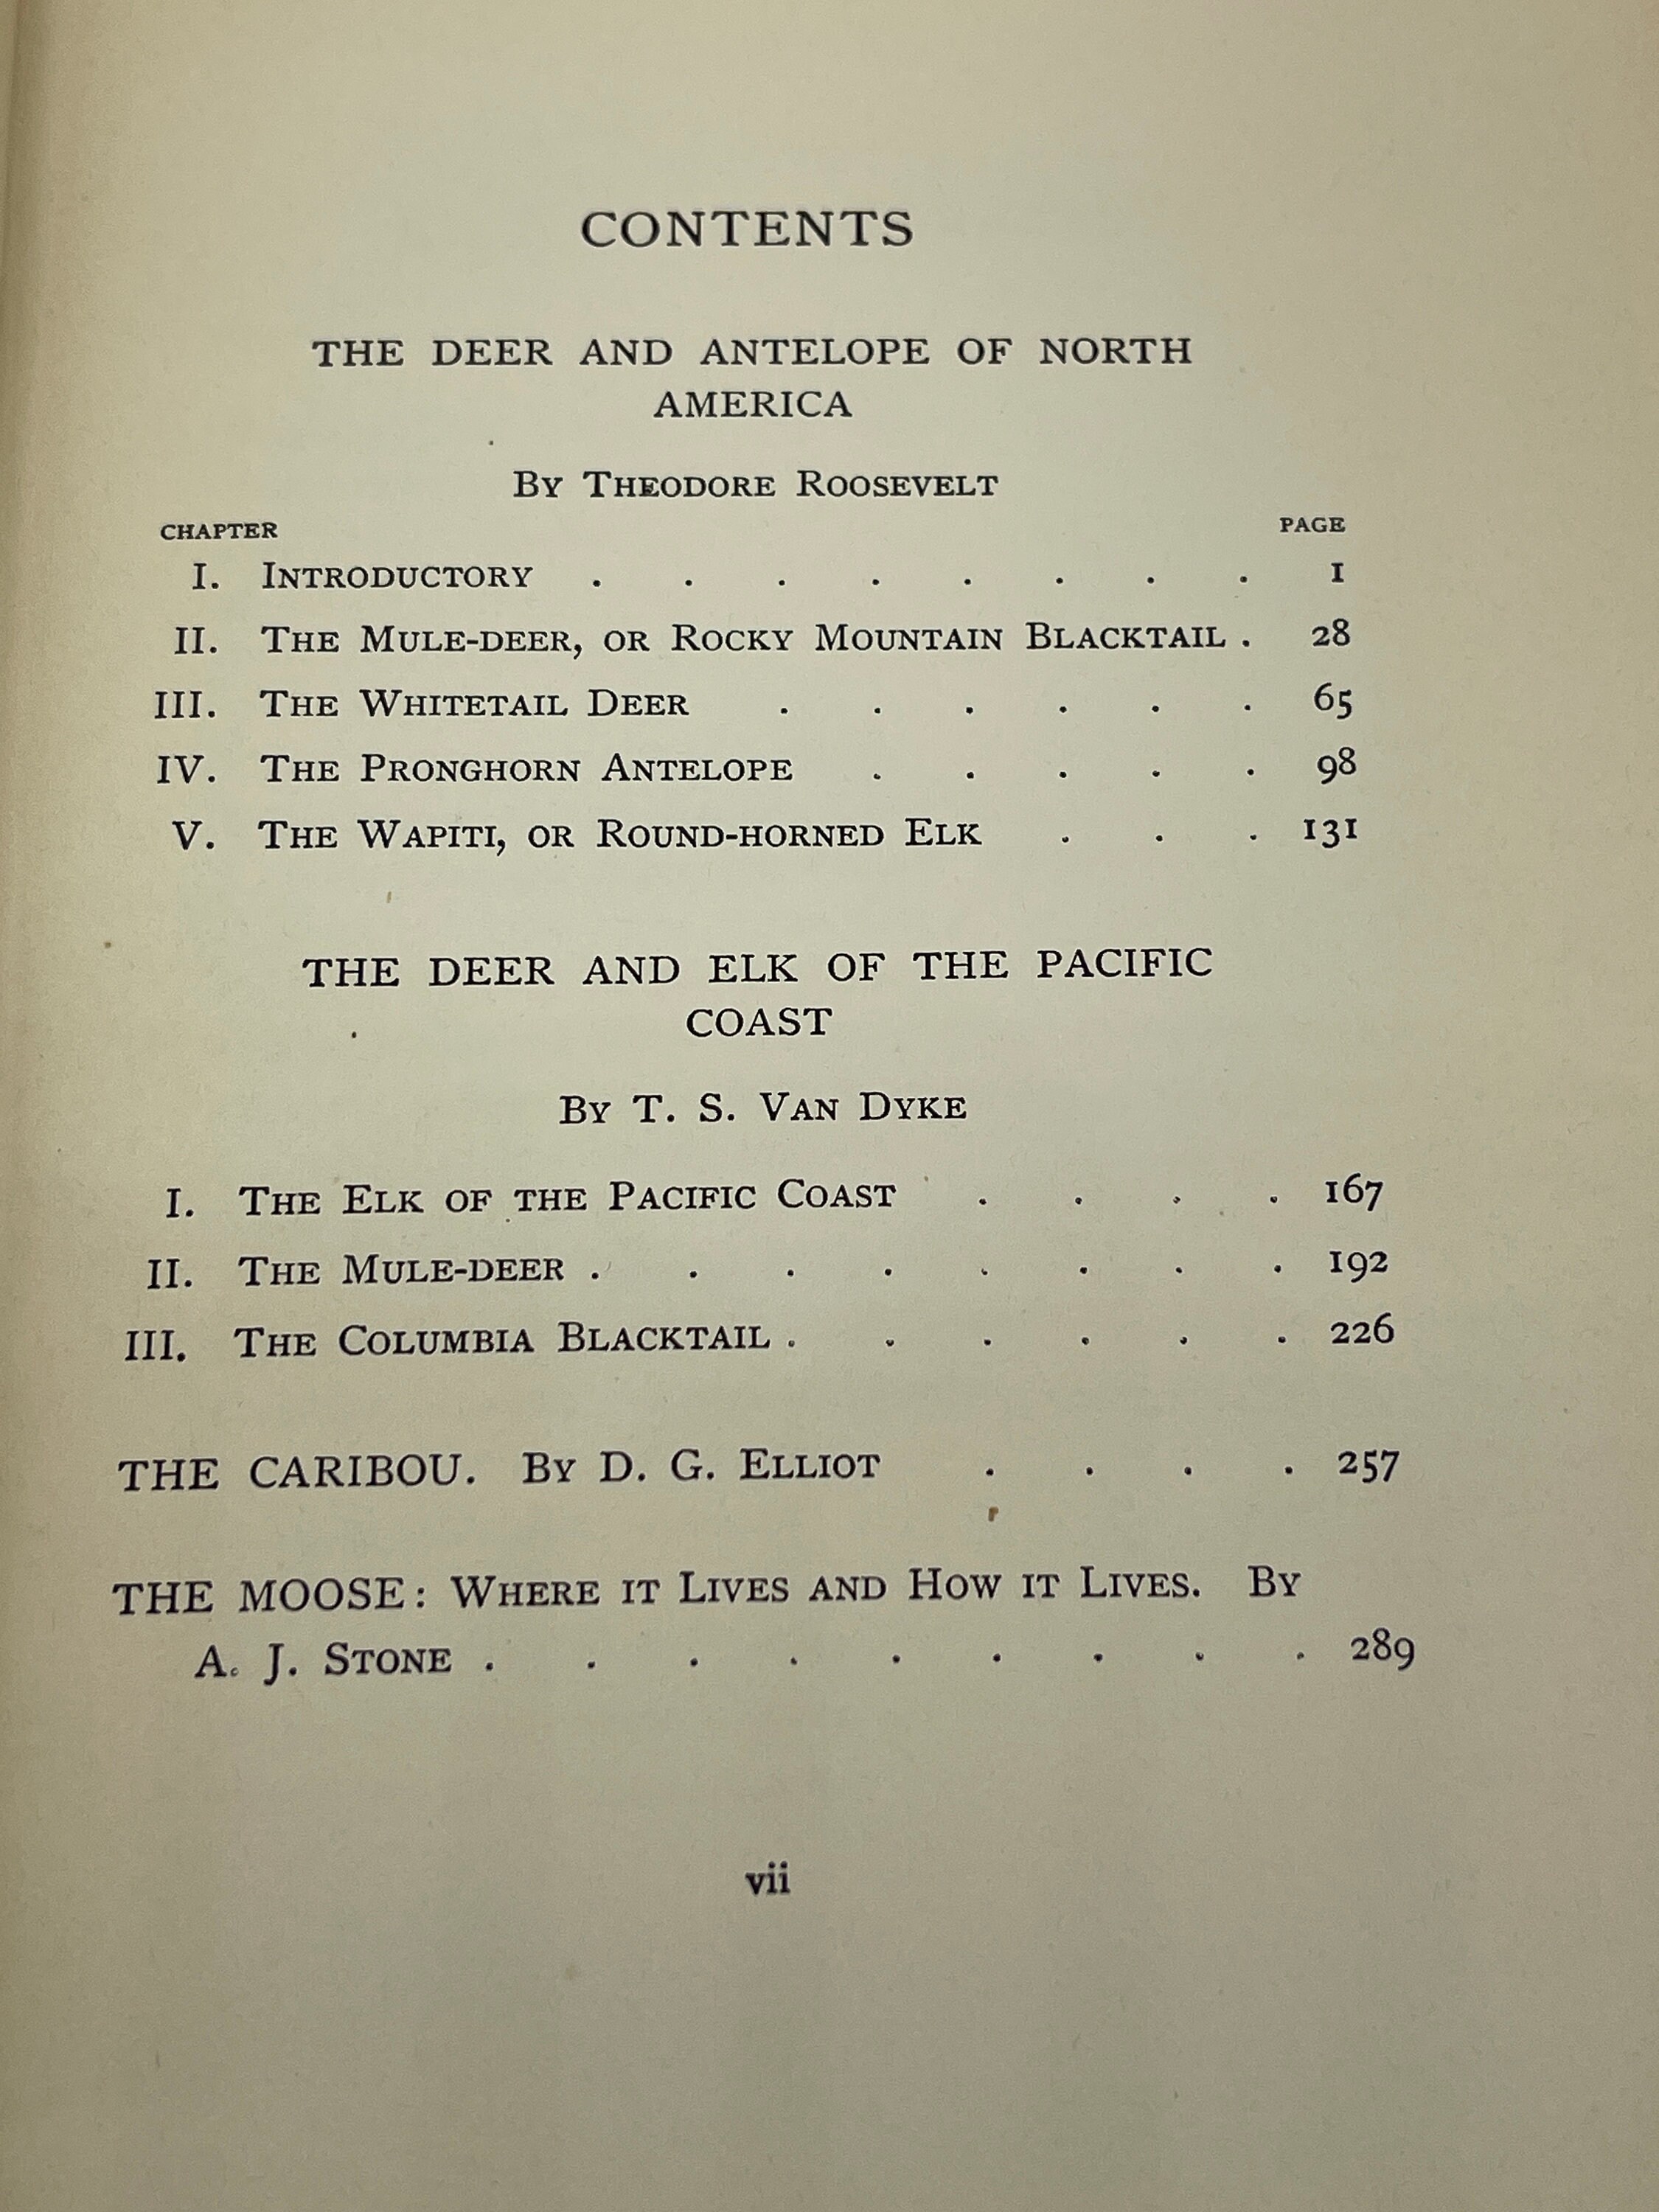 CONTENTS
THE DEER AND ANTELOPE OF NORTH
AMERICA
By Theodore Roosevelt
CHAPTER PAGE
I. Introductory . . . . . . . . 1
II. The Mule-deer, or Rocky Mountain Blacktail . 28
III. The Whitetail Deer . . . . . . 65
IV. The Pronghorn Antelope . . . . . 98
V. The Wapiti, or Round-horned Elk . . . 131
THE DEER AND ELK OF THE PACIFIC
COAST
By T. S. Van Dyke
I. The Elk of the Pacific Coast . . . . 167
II. The Mule-deer . . . . . . . . 192
III. The Columbia Blacktail . . . . . . 226
THE CARIBOU. By D. G. Elliot . . . . 257
THE MOOSE: Where it Lives and How it Lives. By
A. J. Stone . . . . . . . . . 289
vii